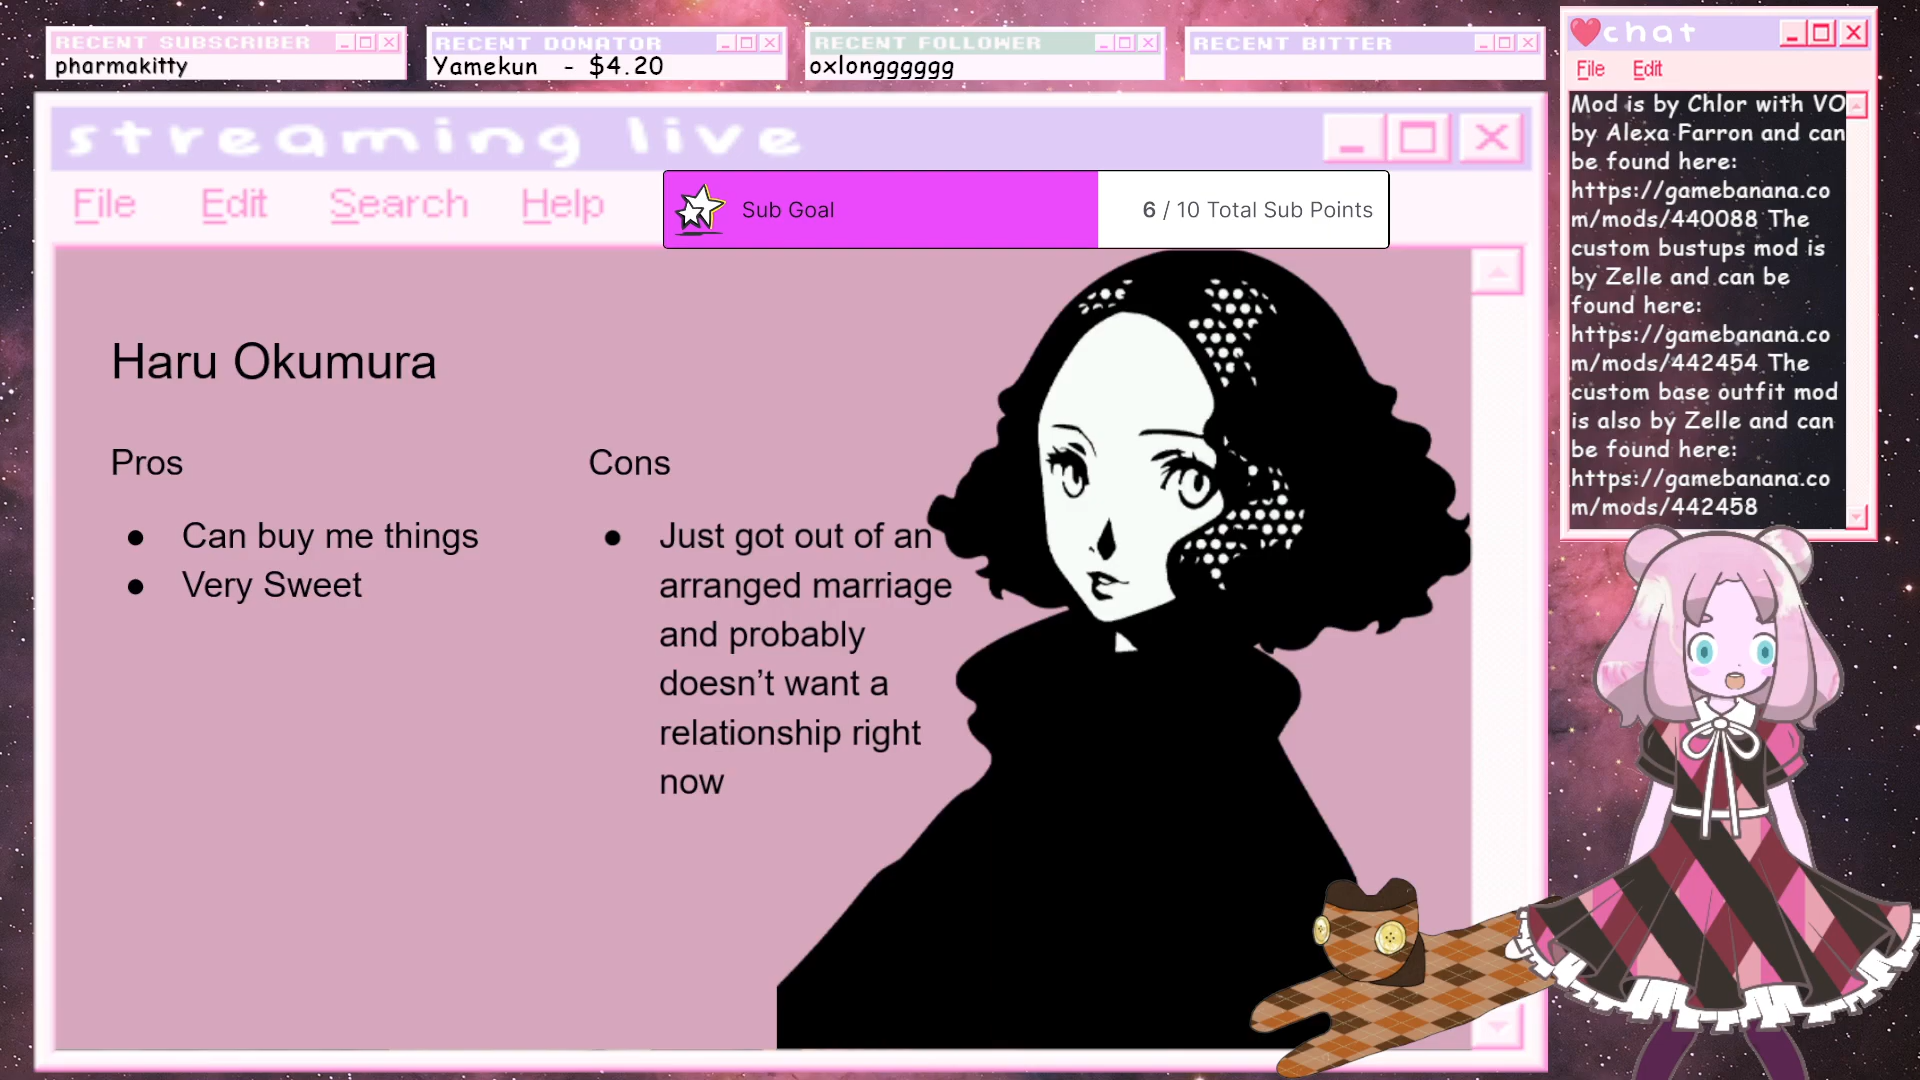 RECENT SUBSCRIBER
pharmakitty
RECENT DONATOR
Yamekun - $4.20
RECENT FOLLOWER
oxlongggggg
RECENT BITTER
streaming live
File Edit Search Help
Sub Goal
6 / 10 Total Sub Points
Haru Okumura
Pros
Can buy me things
Very Sweet
Cons
Just got out of an
arranged marriage
and probably
doesn’t want a
relationship right
now
chat
File Edit
Mod is by Chlor with VO
by Alexa Farron and can
be found here:
https://gamebanana.co
m/mods/440088 The
custom bustups mod is
by Zelle and can be
found here:
https://gamebanana.co
m/mods/442454 The
custom base outfit mod
is also by Zelle and can
be found here:
https://gamebanana.co
m/mods/442458